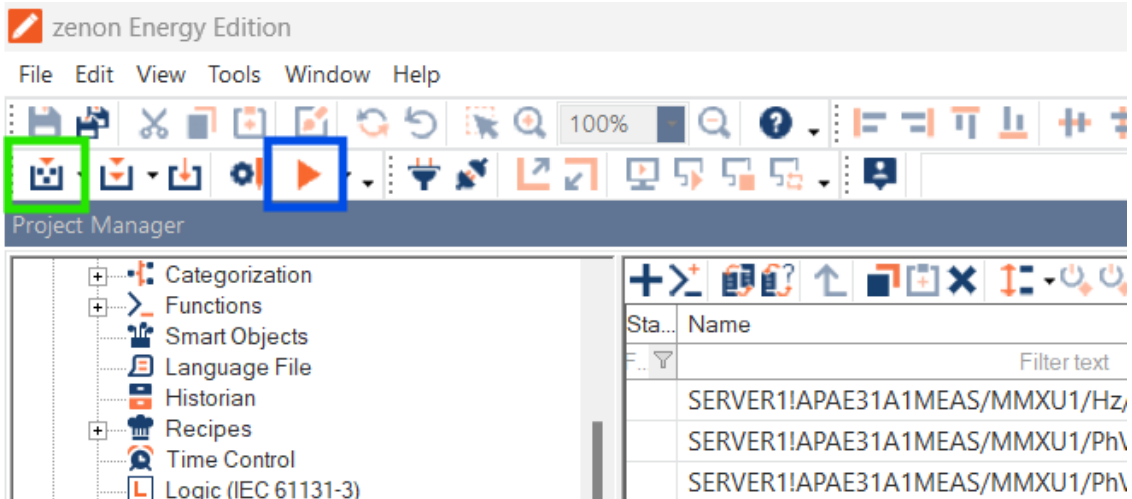 zenon Energy Edition
File Edit View Tools Window Help
100%
Project Manager
Categorization
Functions
Smart Objects
Language File
Historian
Recipes
Time Control
L Logic (IEC 61131-3)
Sta... Name
F... Filter text
SERVER1!APAE31A1MEAS/MMXU1/Hz/
SERVER1!APAE31A1MEAS/MMXU1/PhV
SERVER1!APAE31A1MEAS/MMXU1/PhV